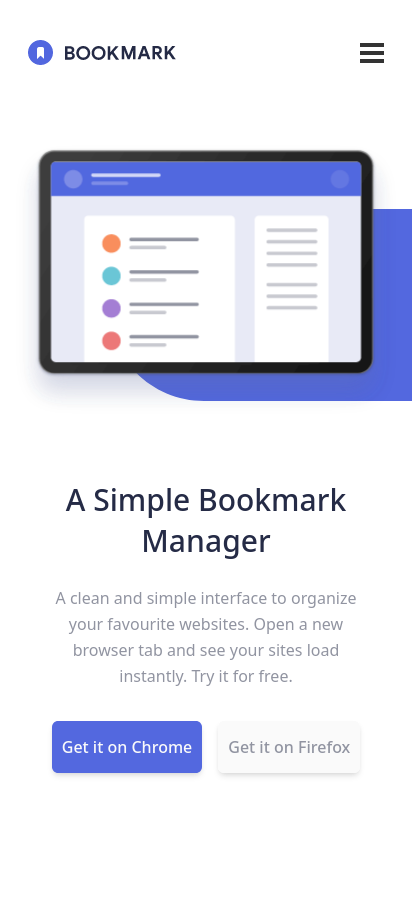 BOOKMARK
A Simple Bookmark
Manager
A clean and simple interface to organize
your favourite websites. Open a new
browser tab and see your sites load
instantly. Try it for free.
Get it on Chrome
Get it on Firefox